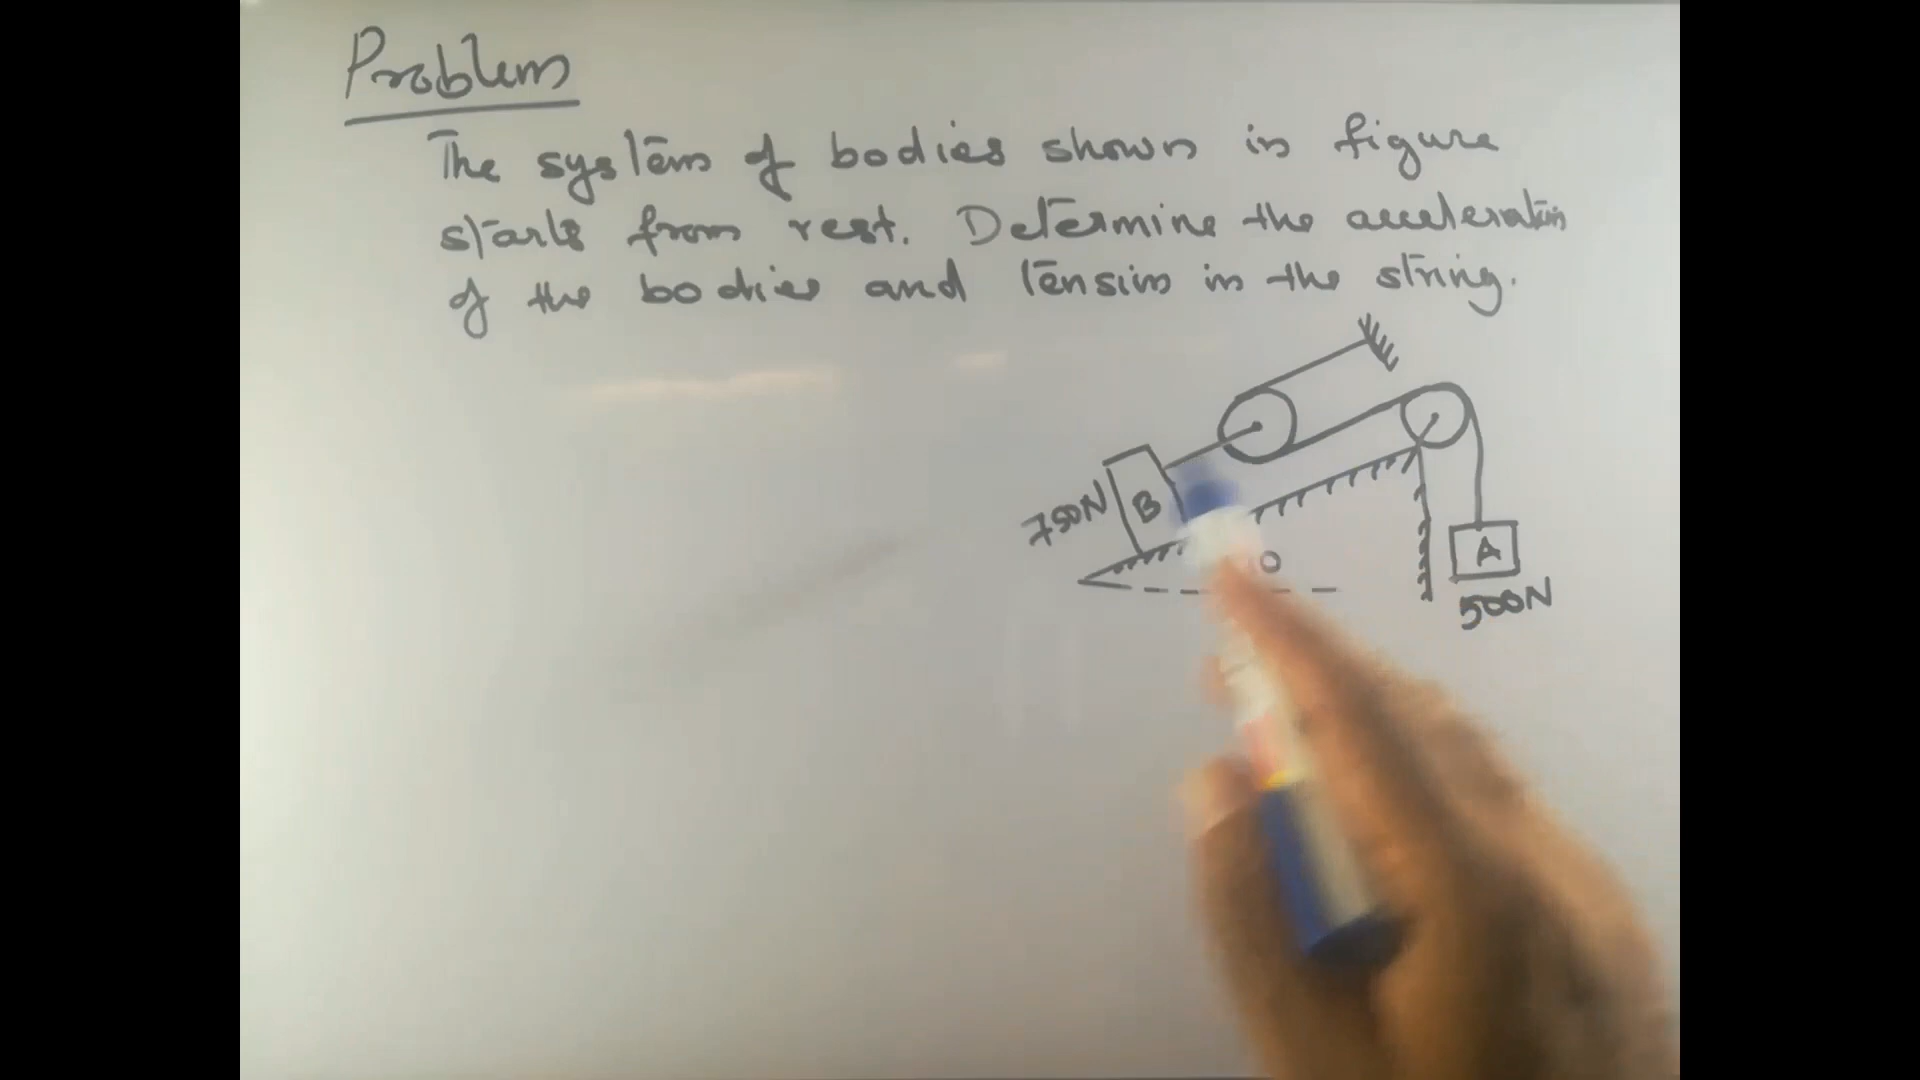 Problem
The system of bodies shown in figure
starts from rest. Determine the acceleration
of the bodies and tension in the string.
750N
B
A
500N